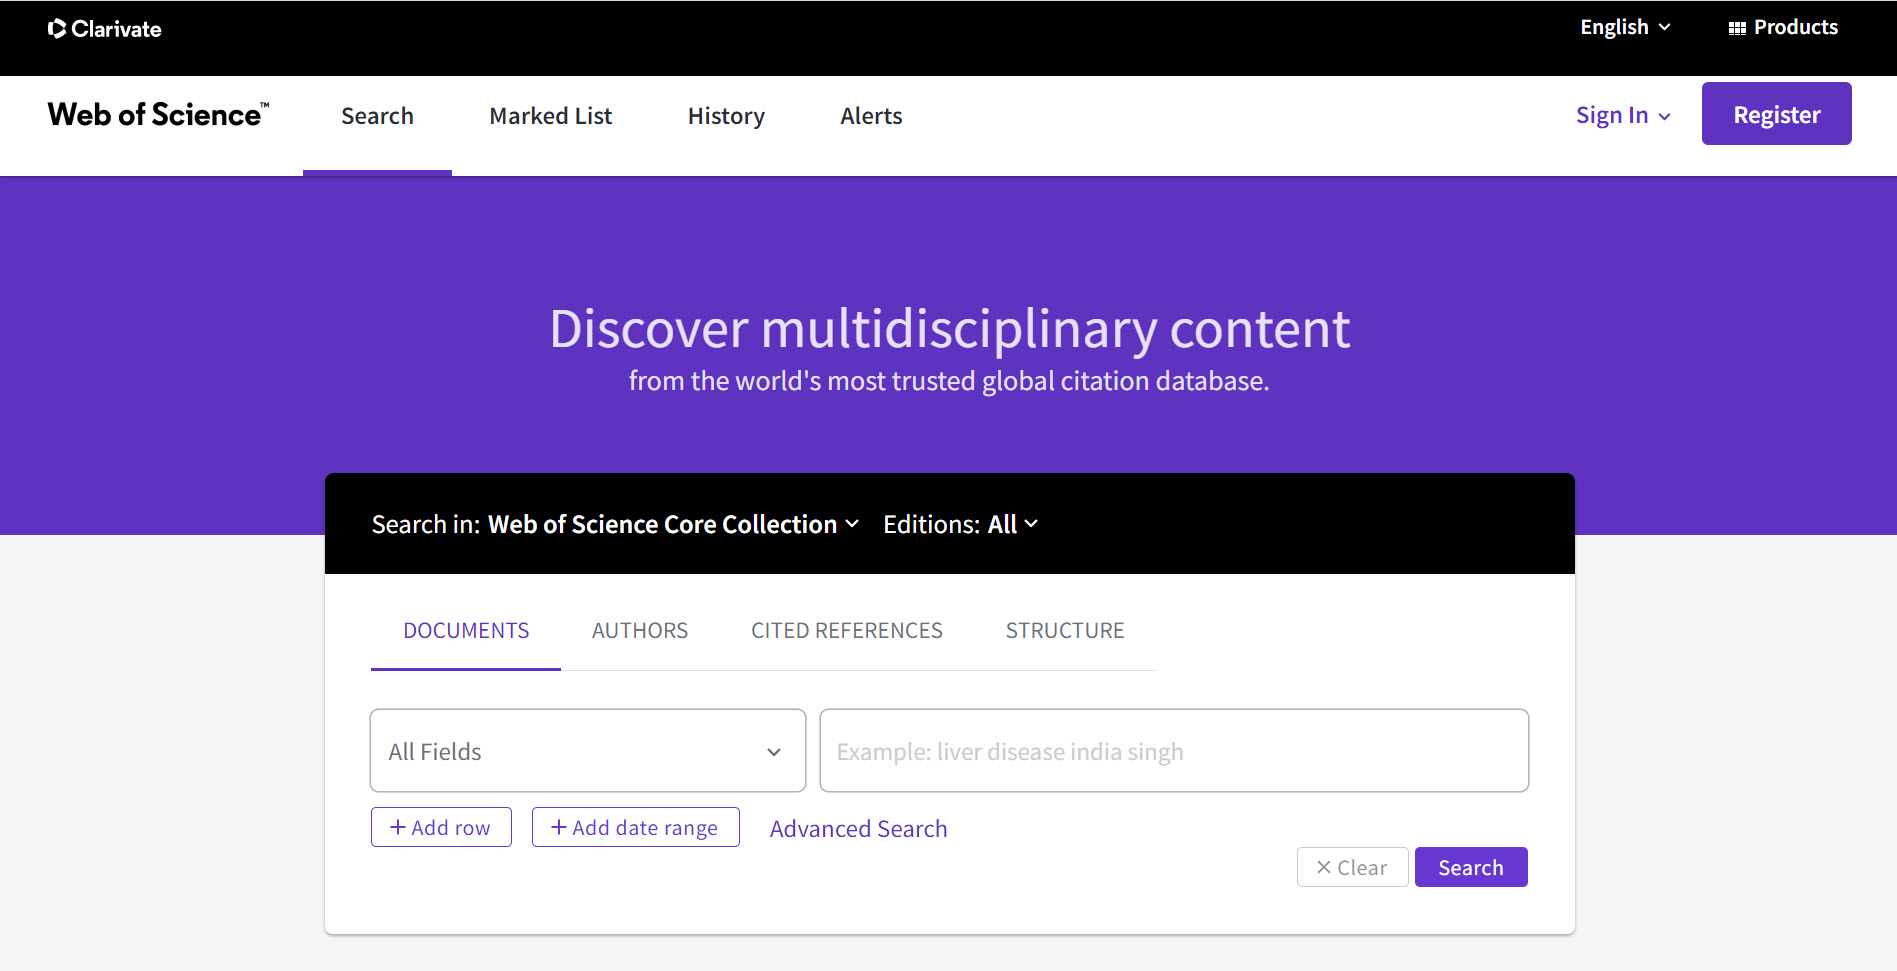 Clarivate
English
Products
Web of Science™
Search
Marked List
History
Alerts
Sign In
Register
Discover multidisciplinary content
from the world's most trusted global citation database.
Search in: Web of Science Core Collection
Editions: All
DOCUMENTS
AUTHORS
CITED REFERENCES
STRUCTURE
All Fields
Example: liver disease india singh
+ Add row
+ Add date range
Advanced Search
× Clear
Search